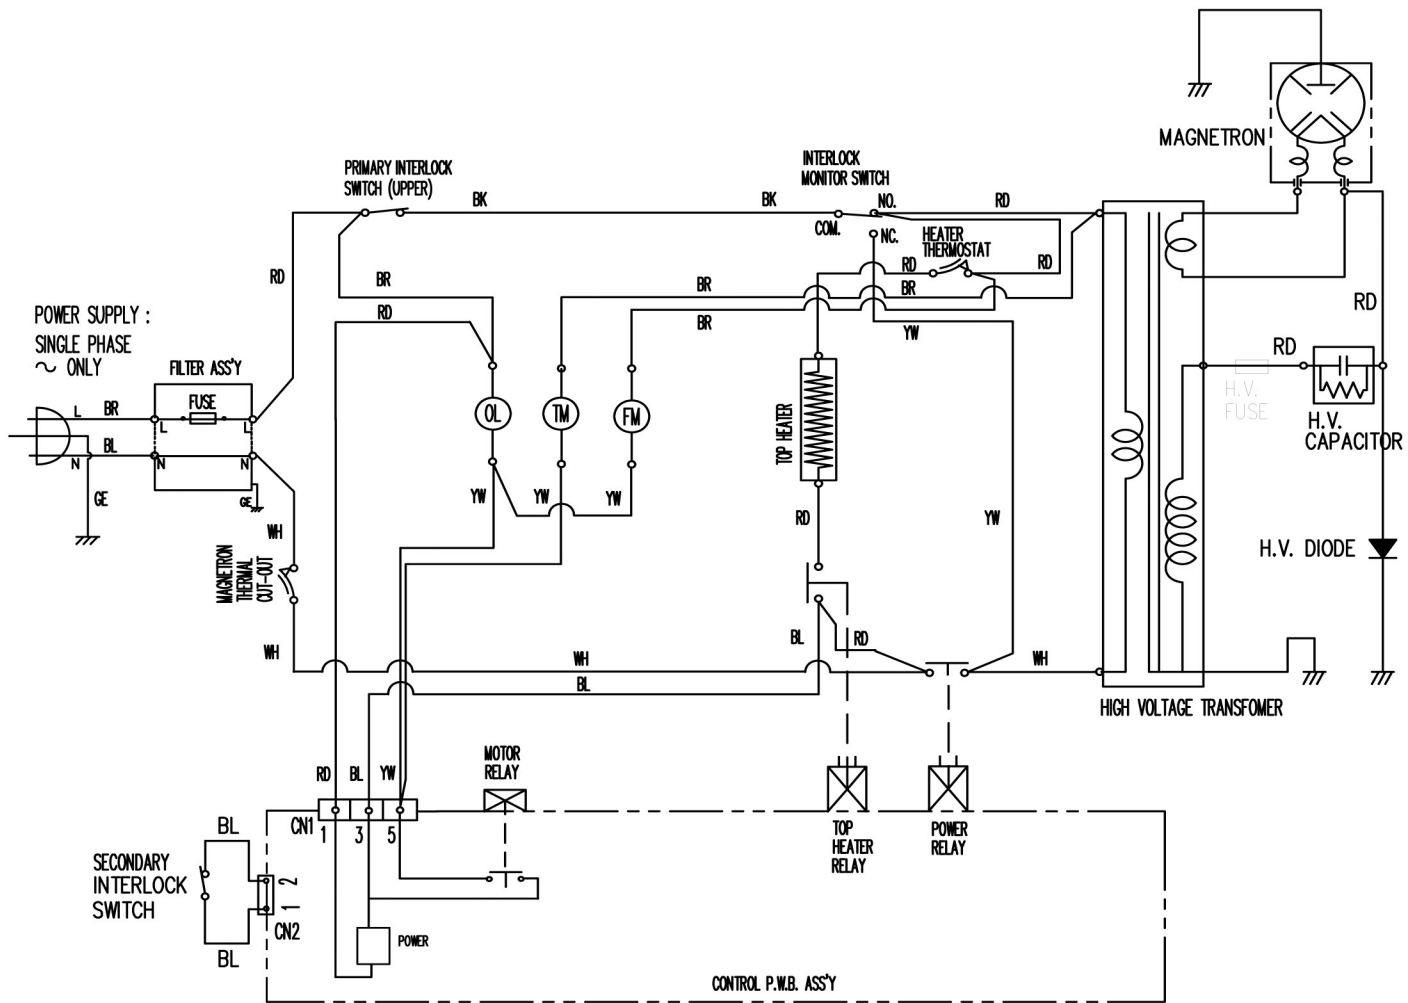 MAGNETRON
PRIMARY INTERLOCK
SWITCH (UPPER)
INTERLOCK
MONITOR SWITCH
BK
BK
NO.
RD
COM.
NC.
HEATER
THERMOSTAT
RD
RD
RD
BR
BR
BR
RD
BR
YW
RD
POWER SUPPLY :
SINGLE PHASE
~ ONLY
FILTER ASS'Y
FUSE
RD
H.V.
FUSE
H.V.
CAPACITOR
L
BR
L
L
BL
N
N
N
GE
GE
OL
TM
FM
TOP HEATER
YW
YW
YW
RD
YW
WH
MAGNETRON
THERMAL
CUT-OUT
H.V. DIODE
WH
WH
BL
RD
WH
BL
HIGH VOLTAGE TRANSFOMER
RD
BL
YW
MOTOR
RELAY
CN1
1
3
5
TOP
HEATER
RELAY
POWER
RELAY
BL
SECONDARY
INTERLOCK
SWITCH
2
1
CN2
BL
POWER
CONTROL P.W.B. ASS'Y